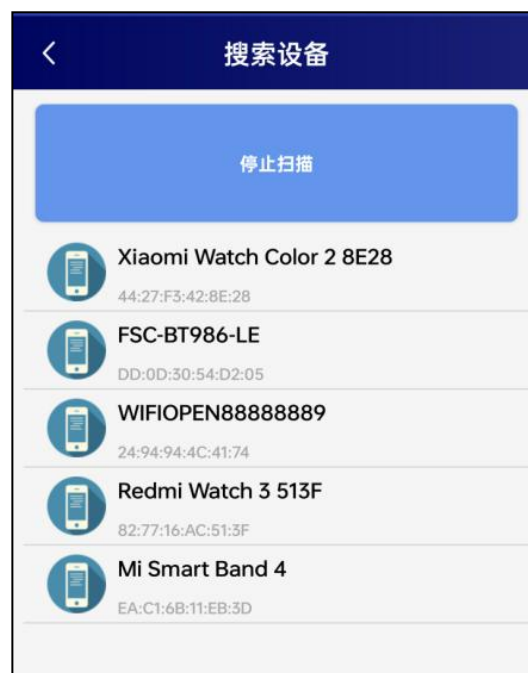 搜索设备
停止扫描
Xiaomi Watch Color 2 8E28
44:27:F3:42:8E:28
FSC-BT986-LE
DD:0D:30:54:D2:05
WIFIOPEN88888889
24:94:94:4C:41:74
Redmi Watch 3 513F
82:77:16:AC:51:3F
Mi Smart Band 4
EA:C1:6B:11:EB:3D